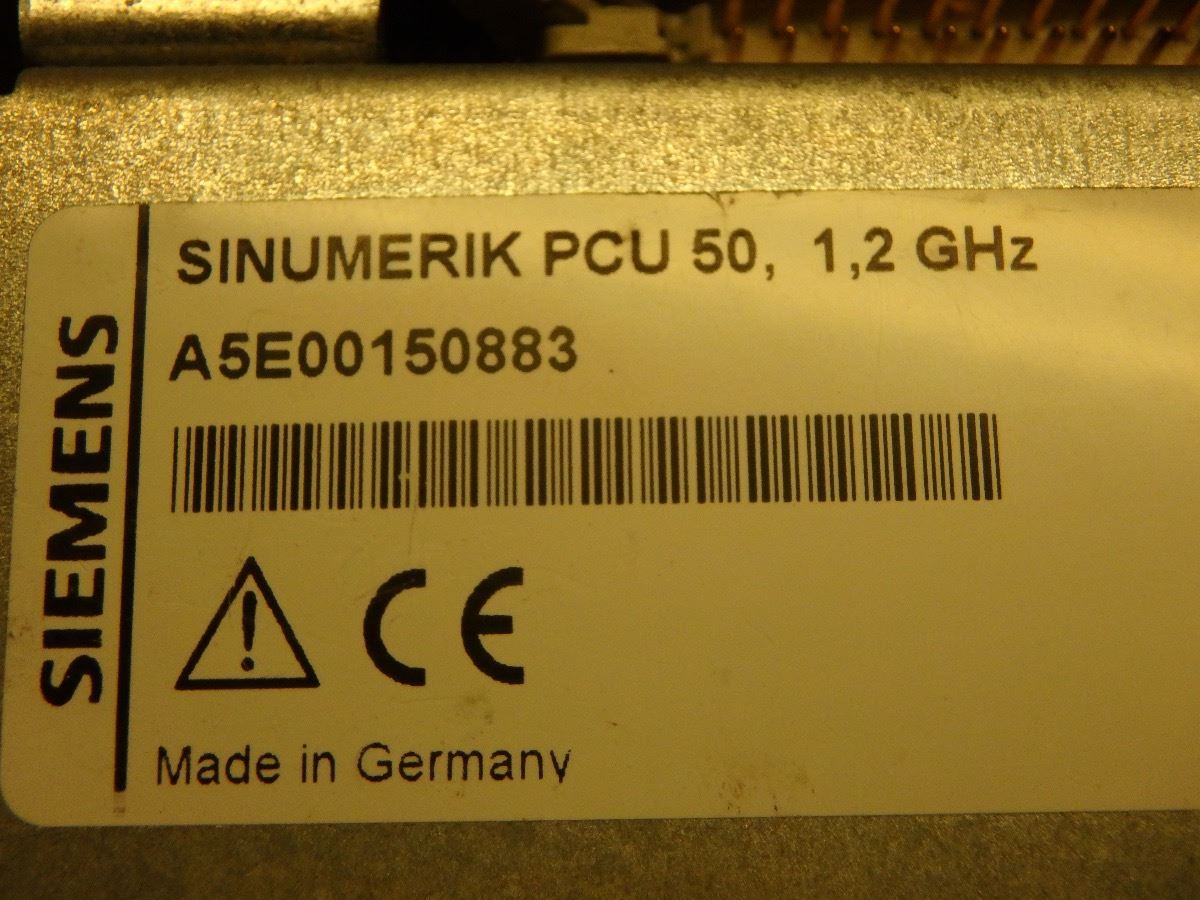 SIEMENS
SINUMERIK PCU 50, 1,2 GHz
A5E00150883
CE
Made in Germany